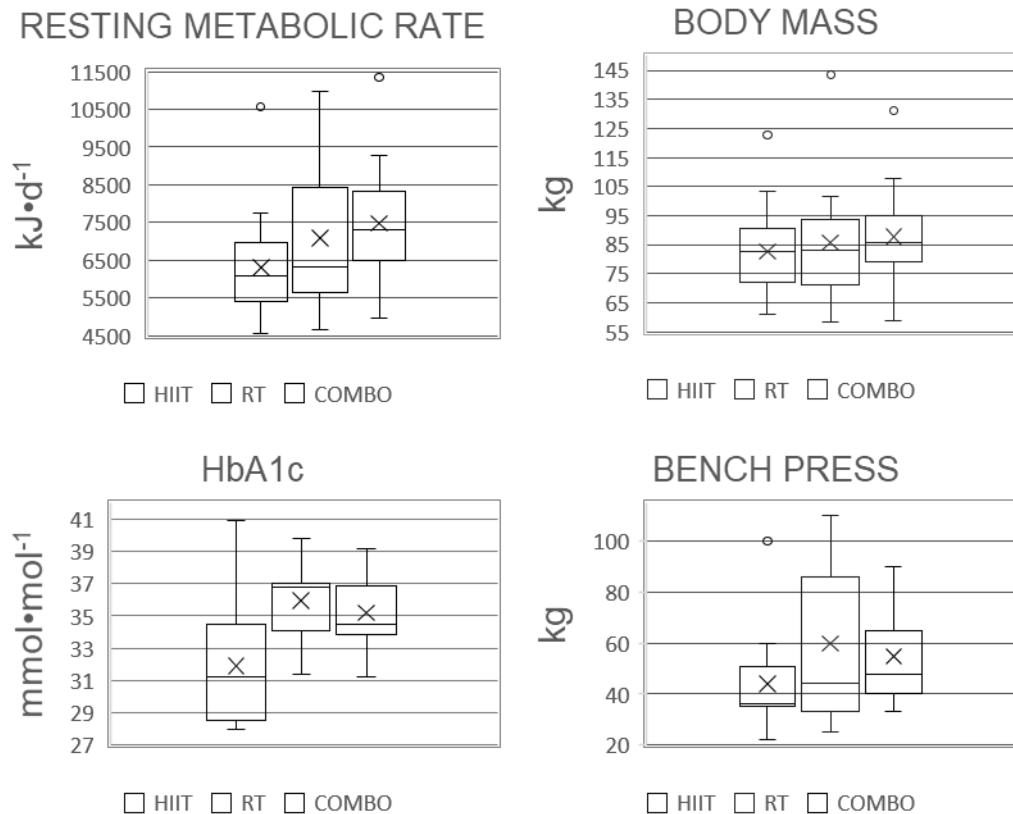 RESTING METABOLIC RATE
kJ•d-1
11500
10500
9500
8500
7500
6500
5500
4500
HIIT RT COMBO
BODY MASS
kg
145
135
125
115
105
95
85
75
65
55
HIIT RT COMBO
HbA1c
mmol•mol-1
41
39
37
35
33
31
29
27
HIIT RT COMBO
BENCH PRESS
kg
100
80
60
40
20
HIIT RT COMBO